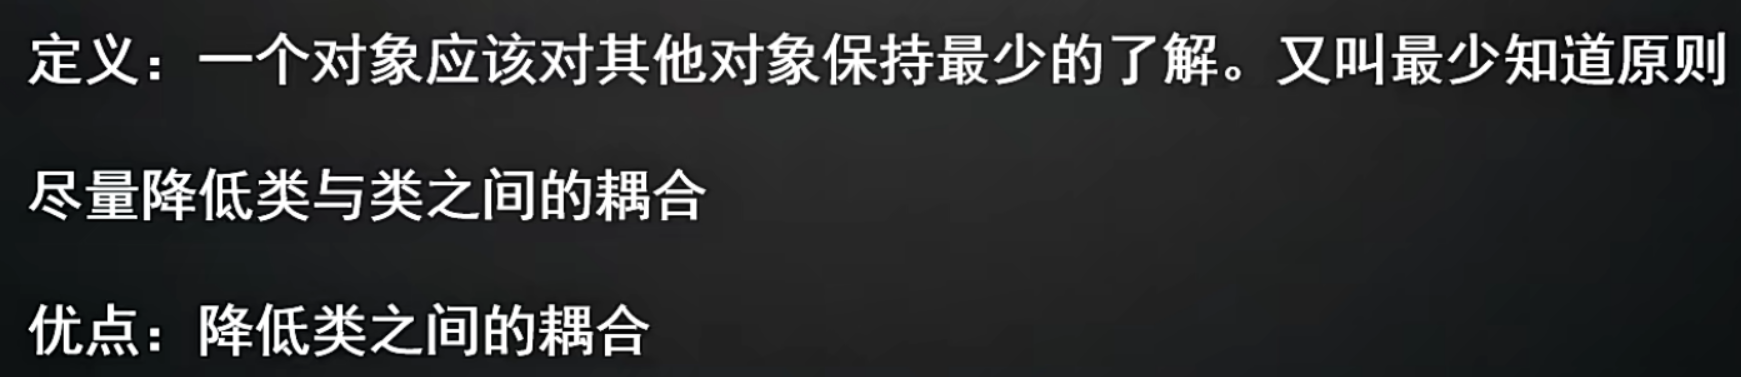 定义：一个对象应该对其他对象保持最少的了解。又叫最少知道原则
尽量降低类与类之间的耦合
优点：降低类之间的耦合